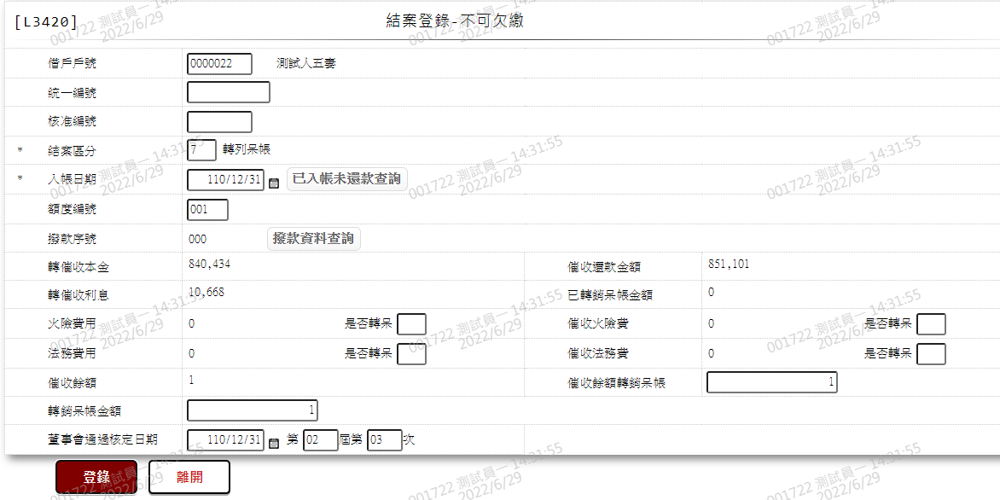 [L3420] 結案登錄-不可欠繳
借戶戶號 0000022 測試人五妻
統一編號
核准編號
* 結案區分 7 轉列呆帳
* 入帳日期 110/12/31 已入帳未還款查詢
額度編號 001
撥款序號 000 撥款資料查詢
轉催收本金 840,434 催收還款金額 851,101
轉催收利息 10,668 已轉銷呆帳金額 0
火險費用 0 是否轉呆 催收火險費 0 是否轉呆
法務費用 0 是否轉呆 催收法務費 0 是否轉呆
催收餘額 1 催收餘額轉銷呆帳 1
轉銷呆帳金額 1
董事會通過核定日期 110/12/31 第 02 屆第 03 次
登錄 離開
001722 測試員一 14:31:55
2022/6/29